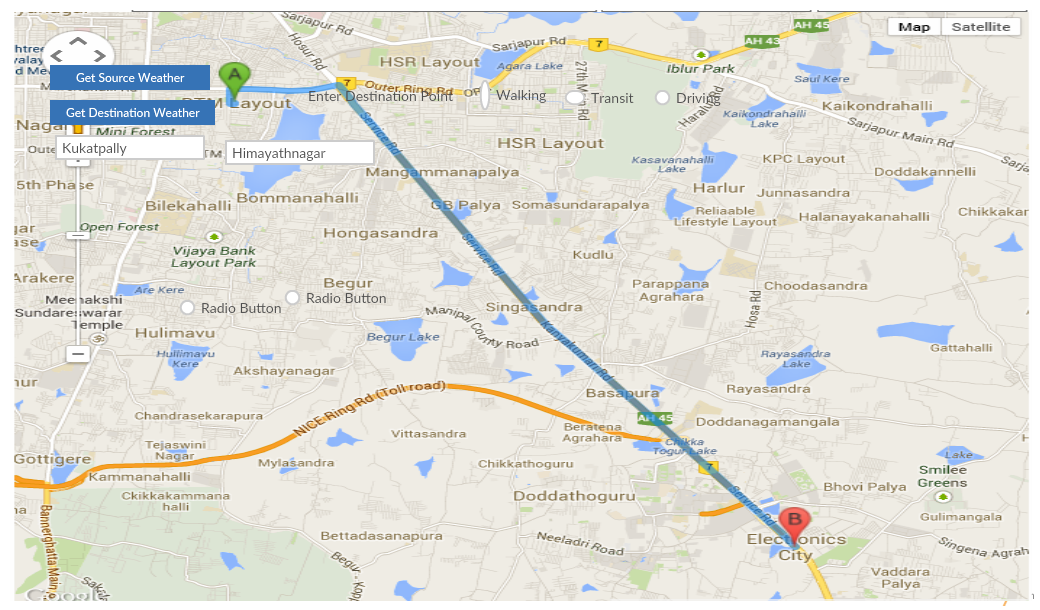 Sarjapur Rd
AH 45
Map
Satellite
Hosur Rd
Sarjapur Rd
7
AH 43
HSR Layout
Agara Lake
Iblur Park
Saul Kere
Get Source Weather
A
7
Outer Ring Rd
27th Main Rd
BTM Layout
Enter Destination Point
Walking
Transit
Driving
Haralur Rd
Kaikondrahalli
Get Destination Weather
Service Rd
Kaikondrahalli
Lake
Sarjapur Main Rd
Mini Forest
Kukatpally
Himayathnagar
HSR Layout
Kasavanahalli
Lake
KPC Layout
Mangammanapalya
Doddakannelli
5th Phase
Bilekahalli
Bommanahalli
GB Palya
Somasundarapalya
Harlur
Junnasandra
Reliaable
Lifestyle Layout
Halanayakanahalli
Chikkakan
Open Forest
Hongasandra
Service Rd
Vijaya Bank
Layout Park
Kudlu
Arakere
Are Kere
Begur
Parappana
Agrahara
Choodasandra
Meenakshi
Sundareswarar
Temple
Radio Button
Radio Button
Singasandra
Hosa Rd
Hulimavu
Manipal County Road
Kanyakumari Rd
Begur Lake
Hullimavu
Kere
Gattahalli
Rayasandra
Lake
Akshayanagar
Basapura
Rayasandra
NICE Ring Rd (Toll road)
Chandrasekarapura
AH 45
Doddanagamangala
Vittasandra
Beratena
Agrahara
Chikka
Togur Lake
Tejaswini
Nagar
Gottigere
Mylasandra
Chikkathoguru
7
Lake
Smilee
Greens
Kammanahalli
Chikkakammana
halli
Doddathoguru
Service Rd
Bhovi Palya
B
Gulimangala
Bannerghatta Main
Bettadasanapura
Neeladri Road
Electronics
City
Singena Agrah
Begur -
Vaddara
Palya
Google